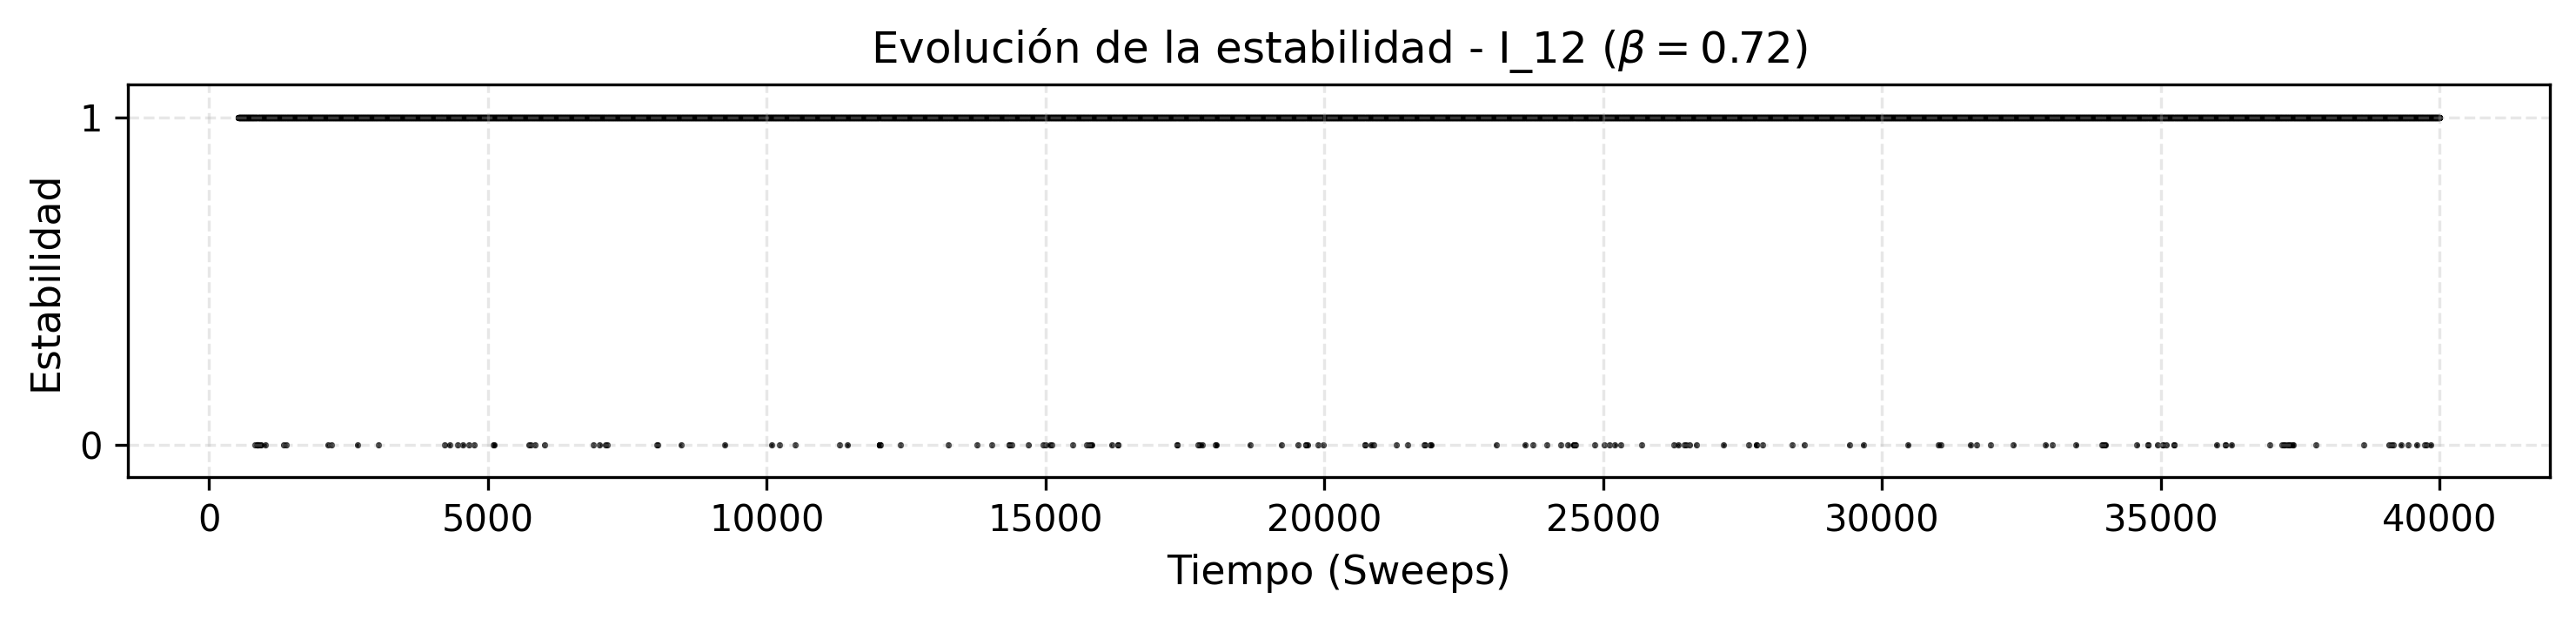 Evolución de la estabilidad - I_12 (β = 0.72)
1
Estabilidad
0
0 5000 10000 15000 20000 25000 30000 35000 40000
Tiempo (Sweeps)